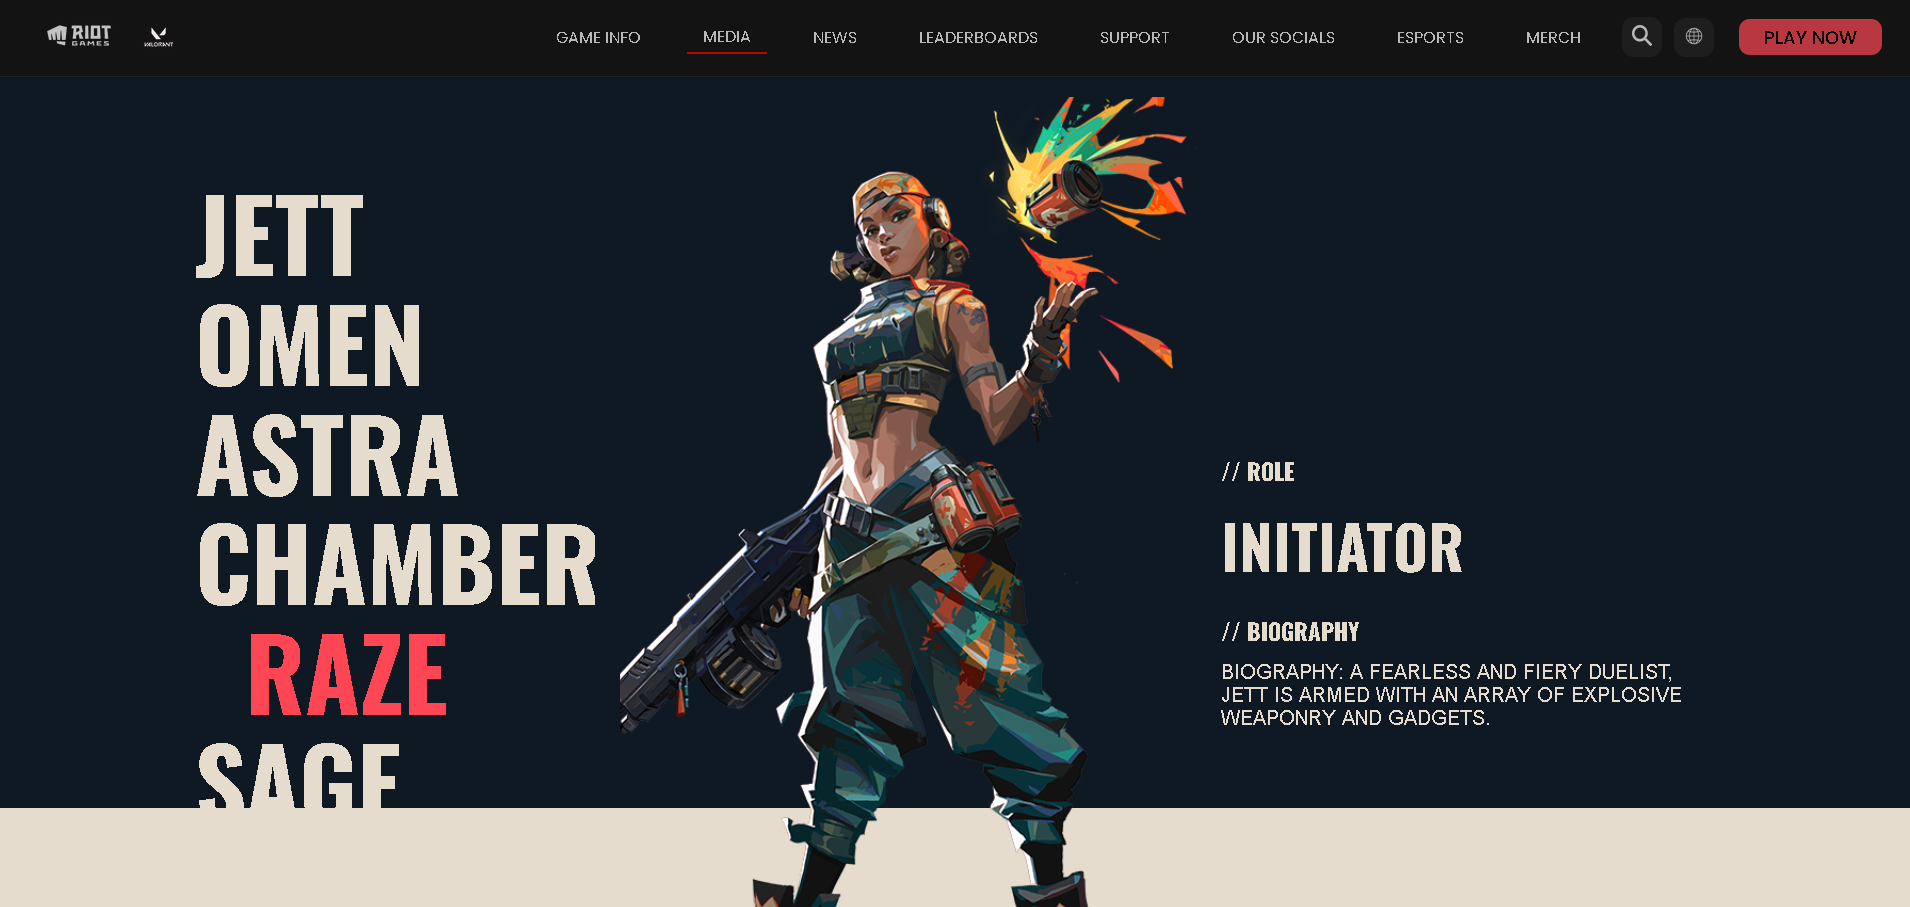 RIOT
GAMES
VALORANT
GAME INFO
MEDIA
NEWS
LEADERBOARDS
SUPPORT
OUR SOCIALS
ESPORTS
MERCH
PLAY NOW
JETT
OMEN
ASTRA
CHAMBER
RAZE
SAGE
// ROLE
INITIATOR
// BIOGRAPHY
BIOGRAPHY: A FEARLESS AND FIERY DUELIST,
JETT IS ARMED WITH AN ARRAY OF EXPLOSIVE
WEAPONRY AND GADGETS.